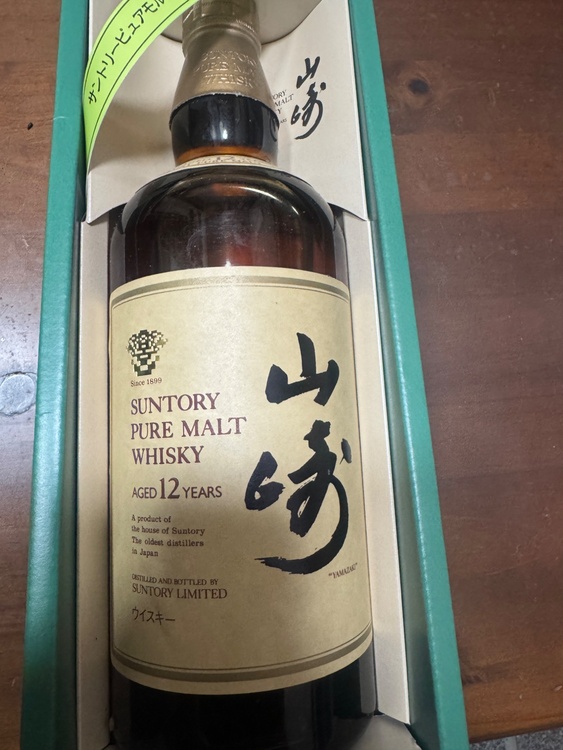 サントリーピュアモル
WHISKY
山崎
山崎
Since 1899
SUNTORY
PURE MALT
WHISKY
AGED 12 YEARS
A product of
the house of Suntory
The oldest distillers
in Japan
"YAMAZAKI"
DISTILLED AND BOTTLED BY
SUNTORY LIMITED
ウイスキー